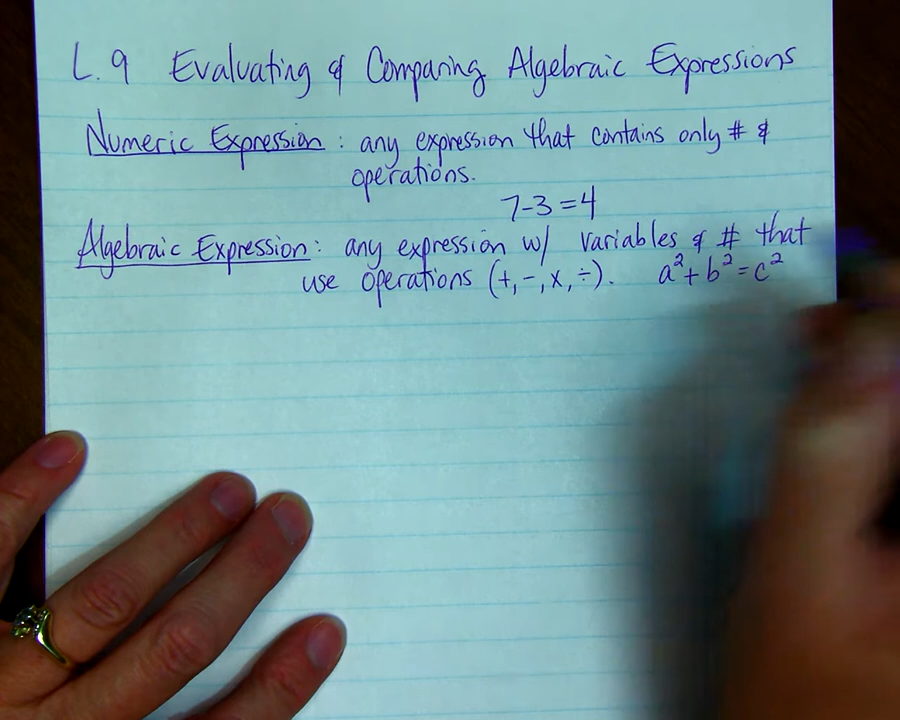 L.9 Evaluating & Comparing Algebraic Expressions
Numeric Expression: any expression that contains only # &
operations.
7-3=4
Algebraic Expression: any expression w/ variables & # that
use operations (+, -, x, ÷). a²+b²=c²